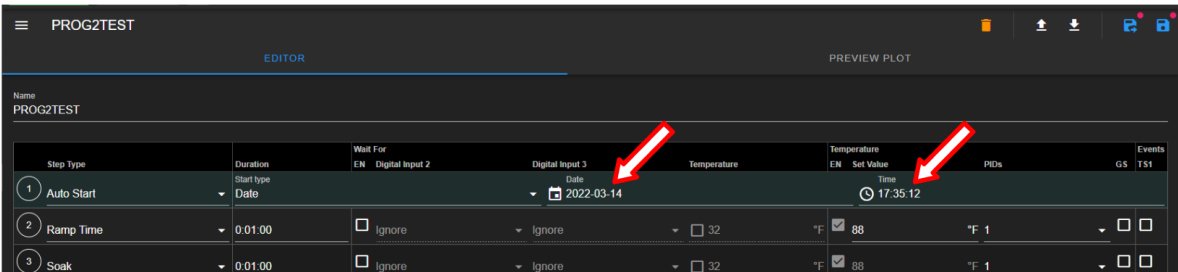 PROG2TEST
EDITOR PREVIEW PLOT
Name
PROG2TEST
Wait For Temperature Events
Step Type Duration EN Digital Input 2 Digital Input 3 Temperature EN Set Value PIDs GS TS1
Start type Date Time
1 Auto Start Date 2022-03-14 17:35:12
2 Ramp Time 0:01:00 Ignore Ignore 32 °F 88 °F 1
3 Soak 0:01:00 Ignore Ignore 32 °F 88 °F 1